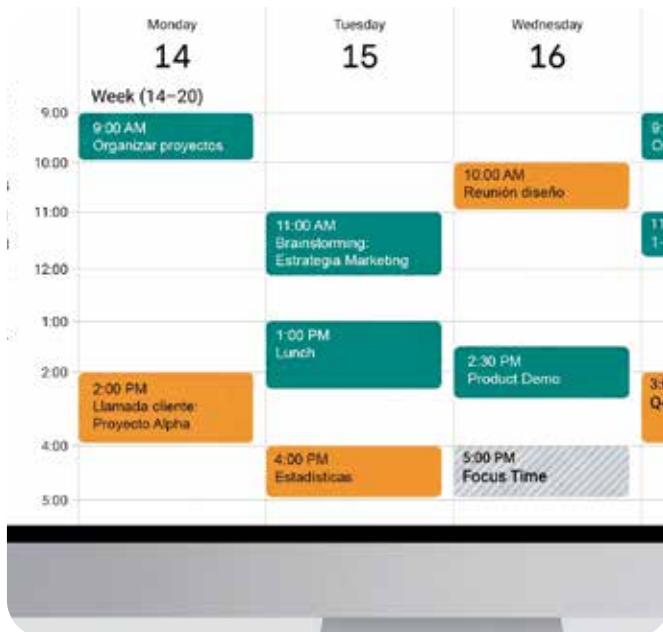 Monday
14
Tuesday
15
Wednesday
16
Week (14–20)
9:00
10:00
11:00
12:00
1:00
2:00
4:00
5:00
9:00 AM
Organizar proyectos
2:00 PM
Llamada cliente:
Proyecto Alpha
11:00 AM
Brainstorming:
Estrategia Marketing
1:00 PM
Lunch
4:00 PM
Estadísticas
10:00 AM
Reunión diseño
2:30 PM
Product Demo
5:00 PM
Focus Time